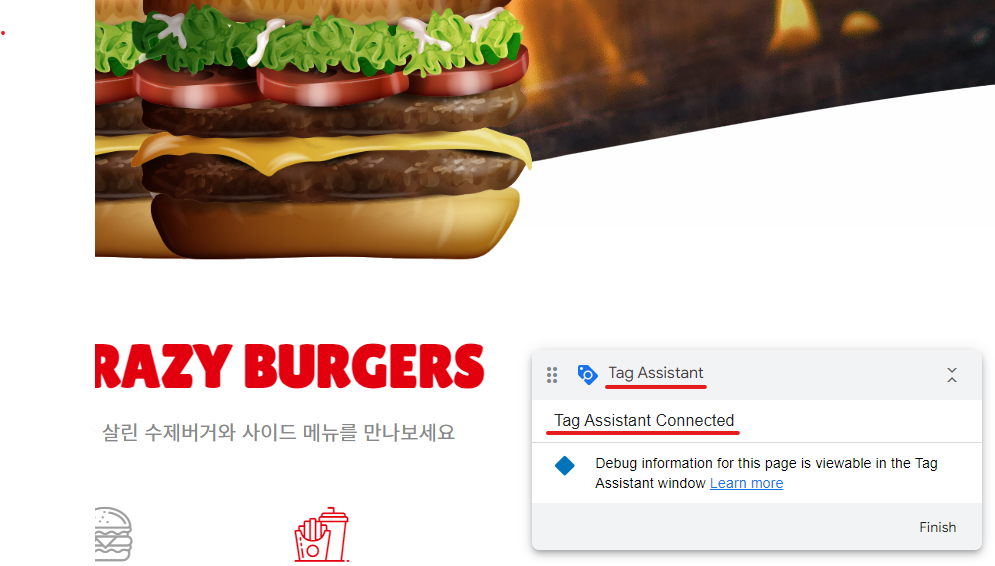 RAZY BURGERS
살린 수제버거와 사이드 메뉴를 만나보세요
Tag Assistant
Tag Assistant Connected
Debug information for this page is viewable in the Tag
Assistant window Learn more
Finish